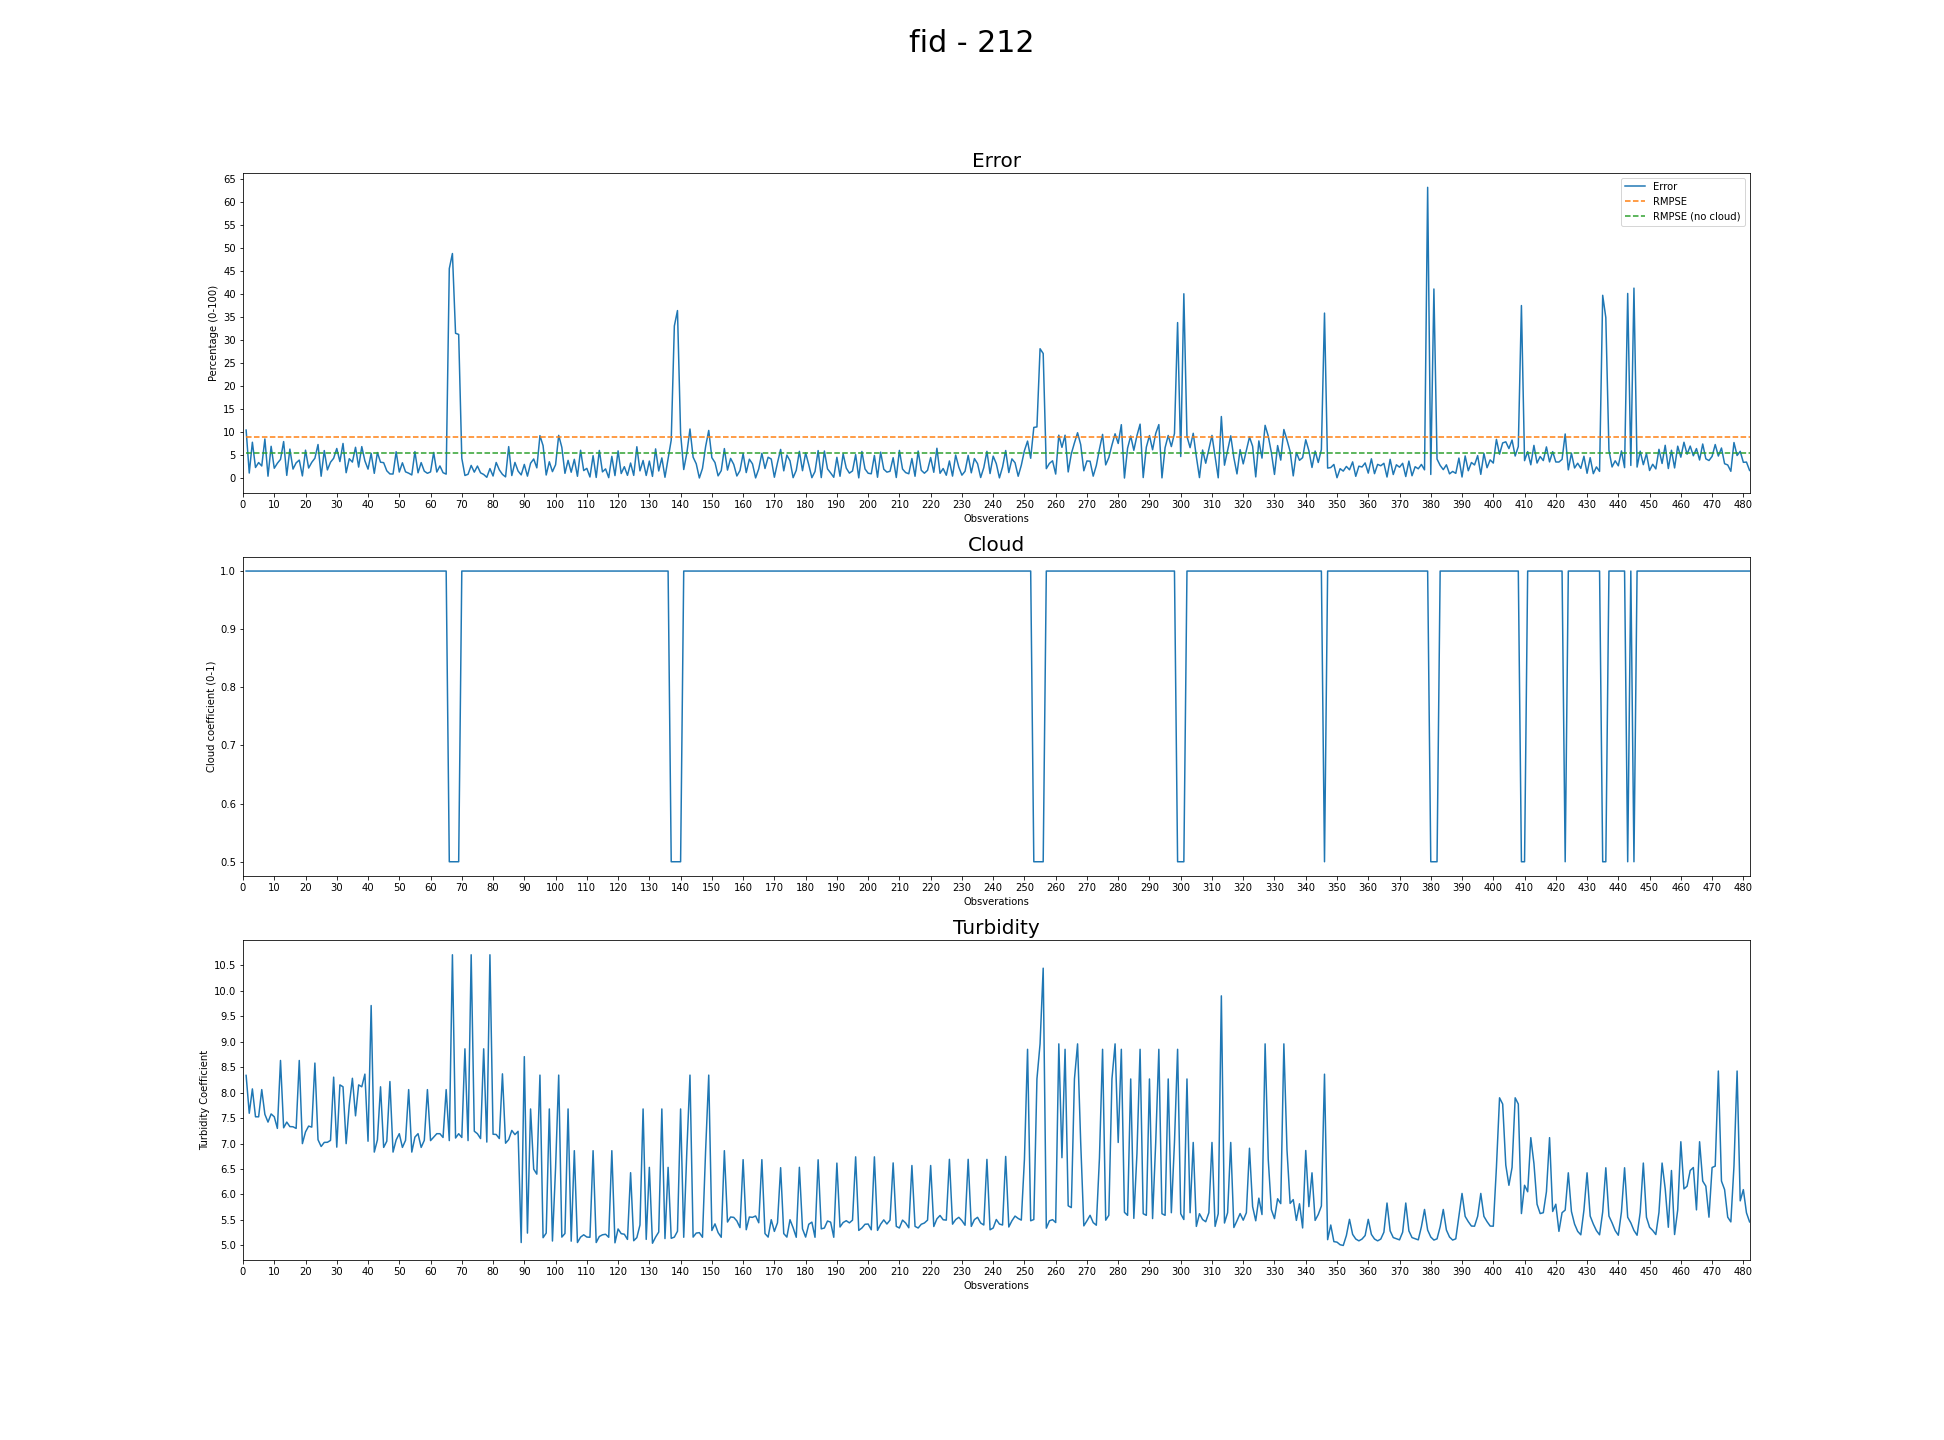 fid - 212
Error
65
60
55
50
45
40
35
30
25
20
15
10
5
0
Percentage (0-100)
Error
RMPSE
RMPSE (no cloud)
0 10 20 30 40 50 60 70 80 90 100 110 120 130 140 150 160 170 180 190 200 210 220 230 240 250 260 270 280 290 300 310 320 330 340 350 360 370 380 390 400 410 420 430 440 450 460 470 480
Obsverations
Cloud
1.0
0.9
0.8
0.7
0.6
0.5
Cloud coefficient (0-1)
0 10 20 30 40 50 60 70 80 90 100 110 120 130 140 150 160 170 180 190 200 210 220 230 240 250 260 270 280 290 300 310 320 330 340 350 360 370 380 390 400 410 420 430 440 450 460 470 480
Obsverations
Turbidity
10.5
10.0
9.5
9.0
8.5
8.0
7.5
7.0
6.5
6.0
5.5
5.0
Turbidity Coefficient
0 10 20 30 40 50 60 70 80 90 100 110 120 130 140 150 160 170 180 190 200 210 220 230 240 250 260 270 280 290 300 310 320 330 340 350 360 370 380 390 400 410 420 430 440 450 460 470 480
Obsverations